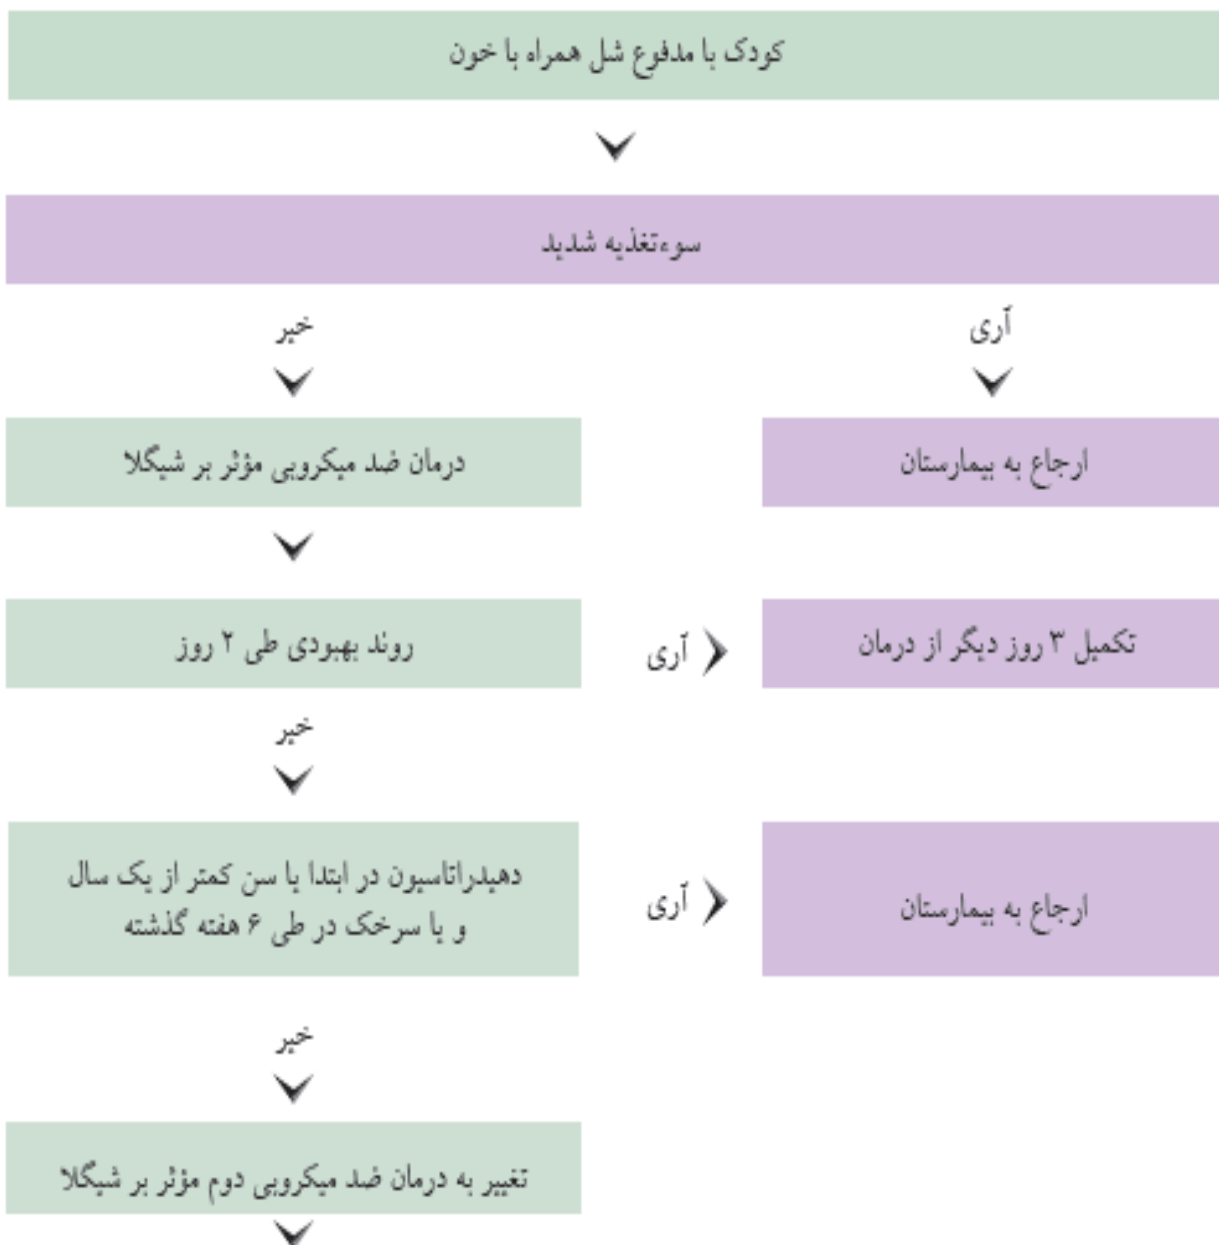 کودک با مدفوع شل همراه با خون
سوءتغذیه شدید
آری
خیر
ارجاع به بیمارستان
درمان ضد میکروبی مؤثر بر شیگلا
روند بهبودی طی ۲ روز
آری
تکمیل ۳ روز دیگر از درمان
خیر
دهیدراتاسیون در ابتدا یا سن کمتر از یک سال
و یا سرخک در طی ۶ هفته گذشته
آری
ارجاع به بیمارستان
خیر
تغییر به درمان ضد میکروبی دوم مؤثر بر شیگلا